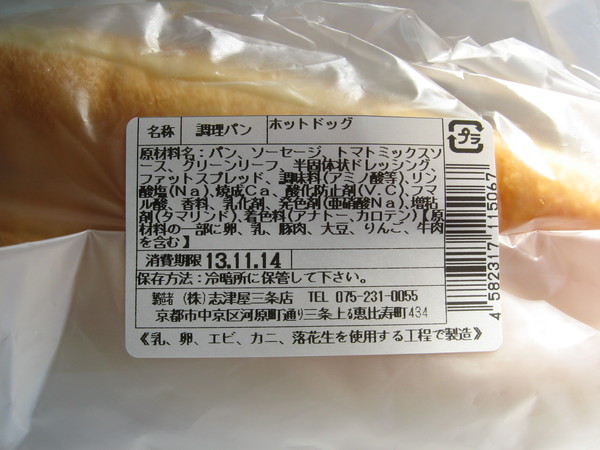 名称 調理パン ホットドッグ
プラ
原材料名：パン、ソーセージ、トマトミックスソ
ース、グリーンリーフ、半固体状ドレッシング、
ファットスプレッド、調味料(アミノ酸等)、リン
酸塩(Na)、焼成Ca、酸化防止剤(V.C)、フマ
ル酸、香料、乳化剤、発色剤(亜硝酸Na)、増粘
剤(タマリンド)、着色料(アナトー、カロテン)【原
材料の一部に卵、乳、豚肉、大豆、りんご、牛肉
を含む】
消費期限 13.11.14
保存方法：冷暗所に保管して下さい。
製造者 (株)志津屋三条店 TEL 075-231-0055
京都市中京区河原町通り三条上る恵比寿町434
《乳、卵、エビ、カニ、落花生を使用する工程で製造》
4 582317 115067